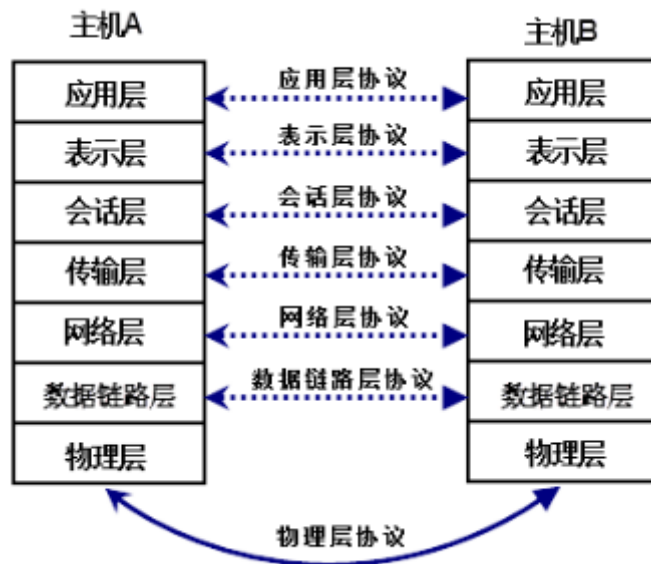 主机A
主机B
应用层
应用层协议
应用层
表示层
表示层协议
表示层
会话层
会话层协议
会话层
传输层
传输层协议
传输层
网络层
网络层协议
网络层
数据链路层
数据链路层协议
数据链路层
物理层
物理层
物理层协议